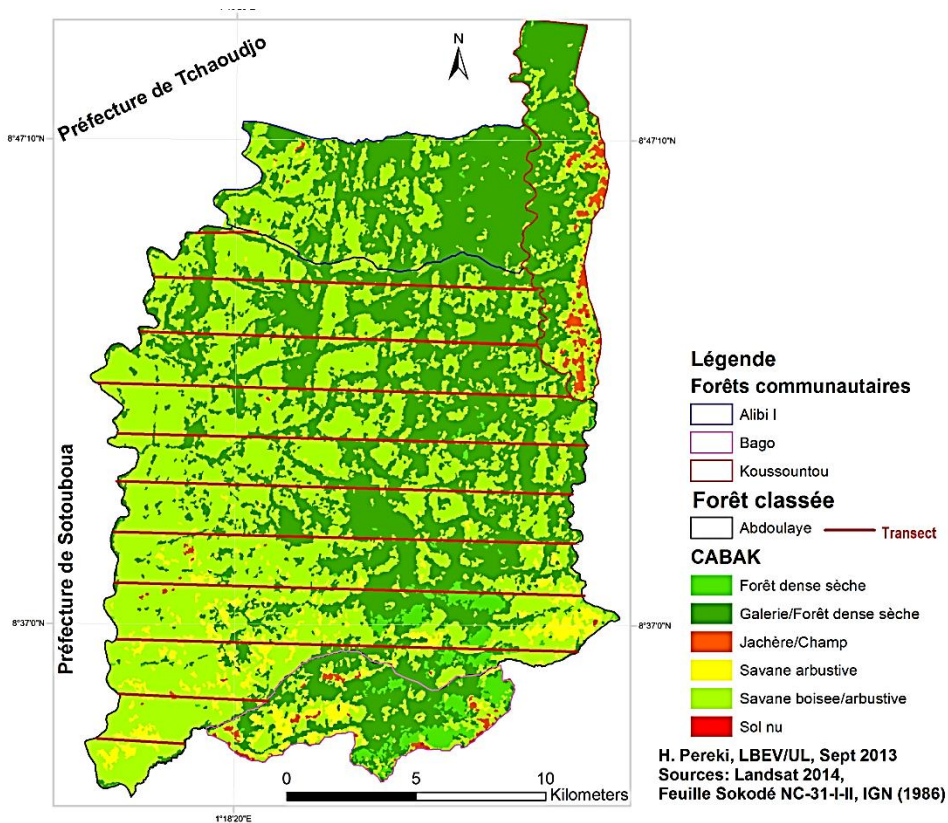 Préfecture de Tchaoudjo
N
8°47'10"N
8°47'10"N
Préfecture de Sotouboua
8°37'0"N
8°37'0"N
1°18'20"E
0 5 10
Kilometers
Légende
Forêts communautaires
Alibi I
Bago
Koussountou
Forêt classée
Abdoulaye
Transect
CABAK
Forêt dense sèche
Galerie/Forêt dense sèche
Jachère/Champ
Savane arbustive
Savane boisee/arbustive
Sol nu
H. Pereki, LBEV/UL, Sept 2013
Sources: Landsat 2014,
Feuille Sokodé NC-31-I-II, IGN (1986)